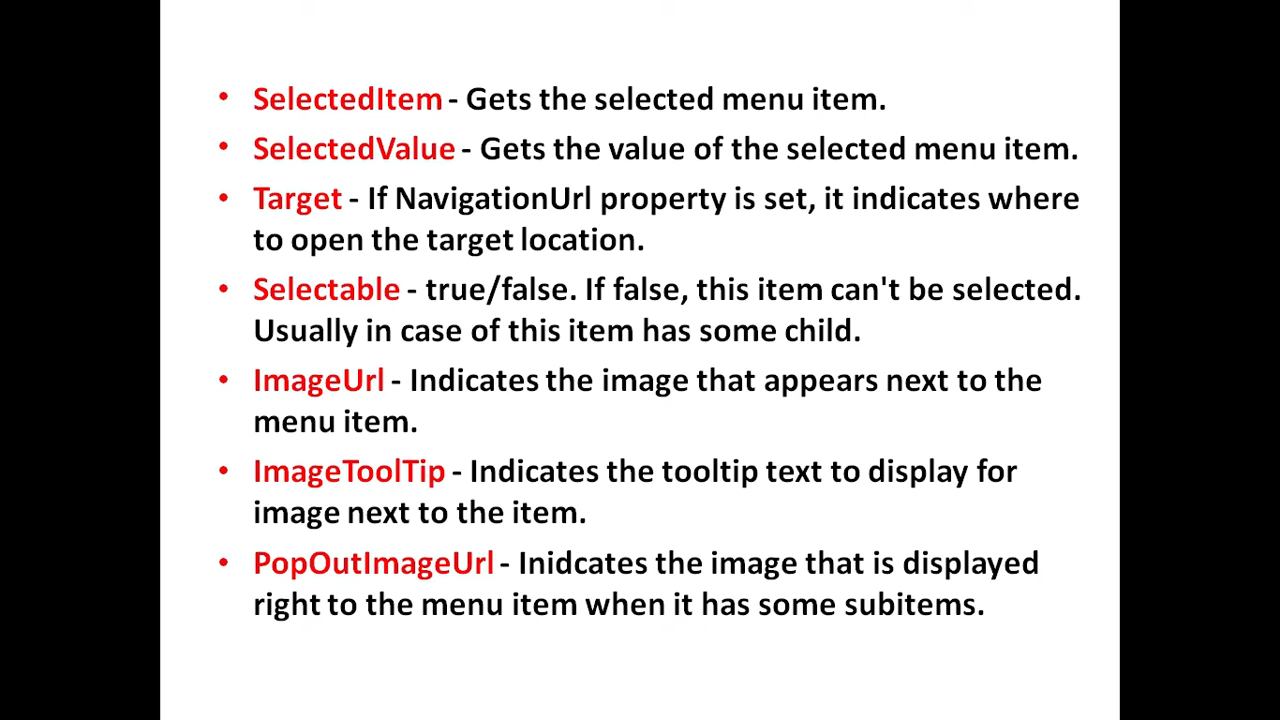 • SelectedItem - Gets the selected menu item.
• SelectedValue - Gets the value of the selected menu item.
• Target - If NavigationUrl property is set, it indicates where
to open the target location.
• Selectable - true/false. If false, this item can't be selected.
Usually in case of this item has some child.
• ImageUrl - Indicates the image that appears next to the
menu item.
• ImageToolTip - Indicates the tooltip text to display for
image next to the item.
• PopOutImageUrl - Inidcates the image that is displayed
right to the menu item when it has some subitems.